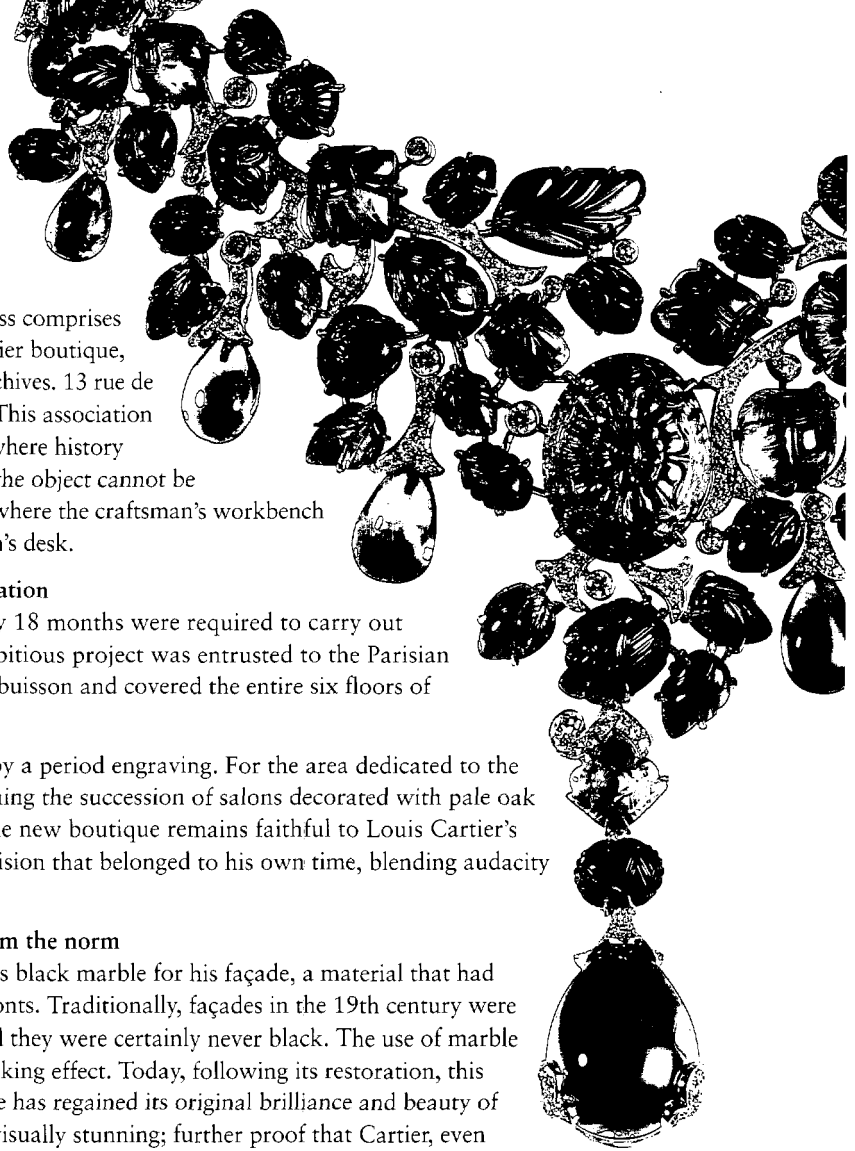 ss comprises
ier boutique,
chives. 13 rue de
This association
where history
the object cannot be
where the craftsman's workbench
n's desk.
ation
y 18 months were required to carry out
bitious project was entrusted to the Parisian
buisson and covered the entire six floors of
by a period engraving. For the area dedicated to the
ning the succession of salons decorated with pale oak
e new boutique remains faithful to Louis Cartier's
ision that belonged to his own time, blending audacity
m the norm
s black marble for his façade, a material that had
onts. Traditionally, façades in the 19th century were
d they were certainly never black. The use of marble
king effect. Today, following its restoration, this
e has regained its original brilliance and beauty of
visually stunning; further proof that Cartier, even